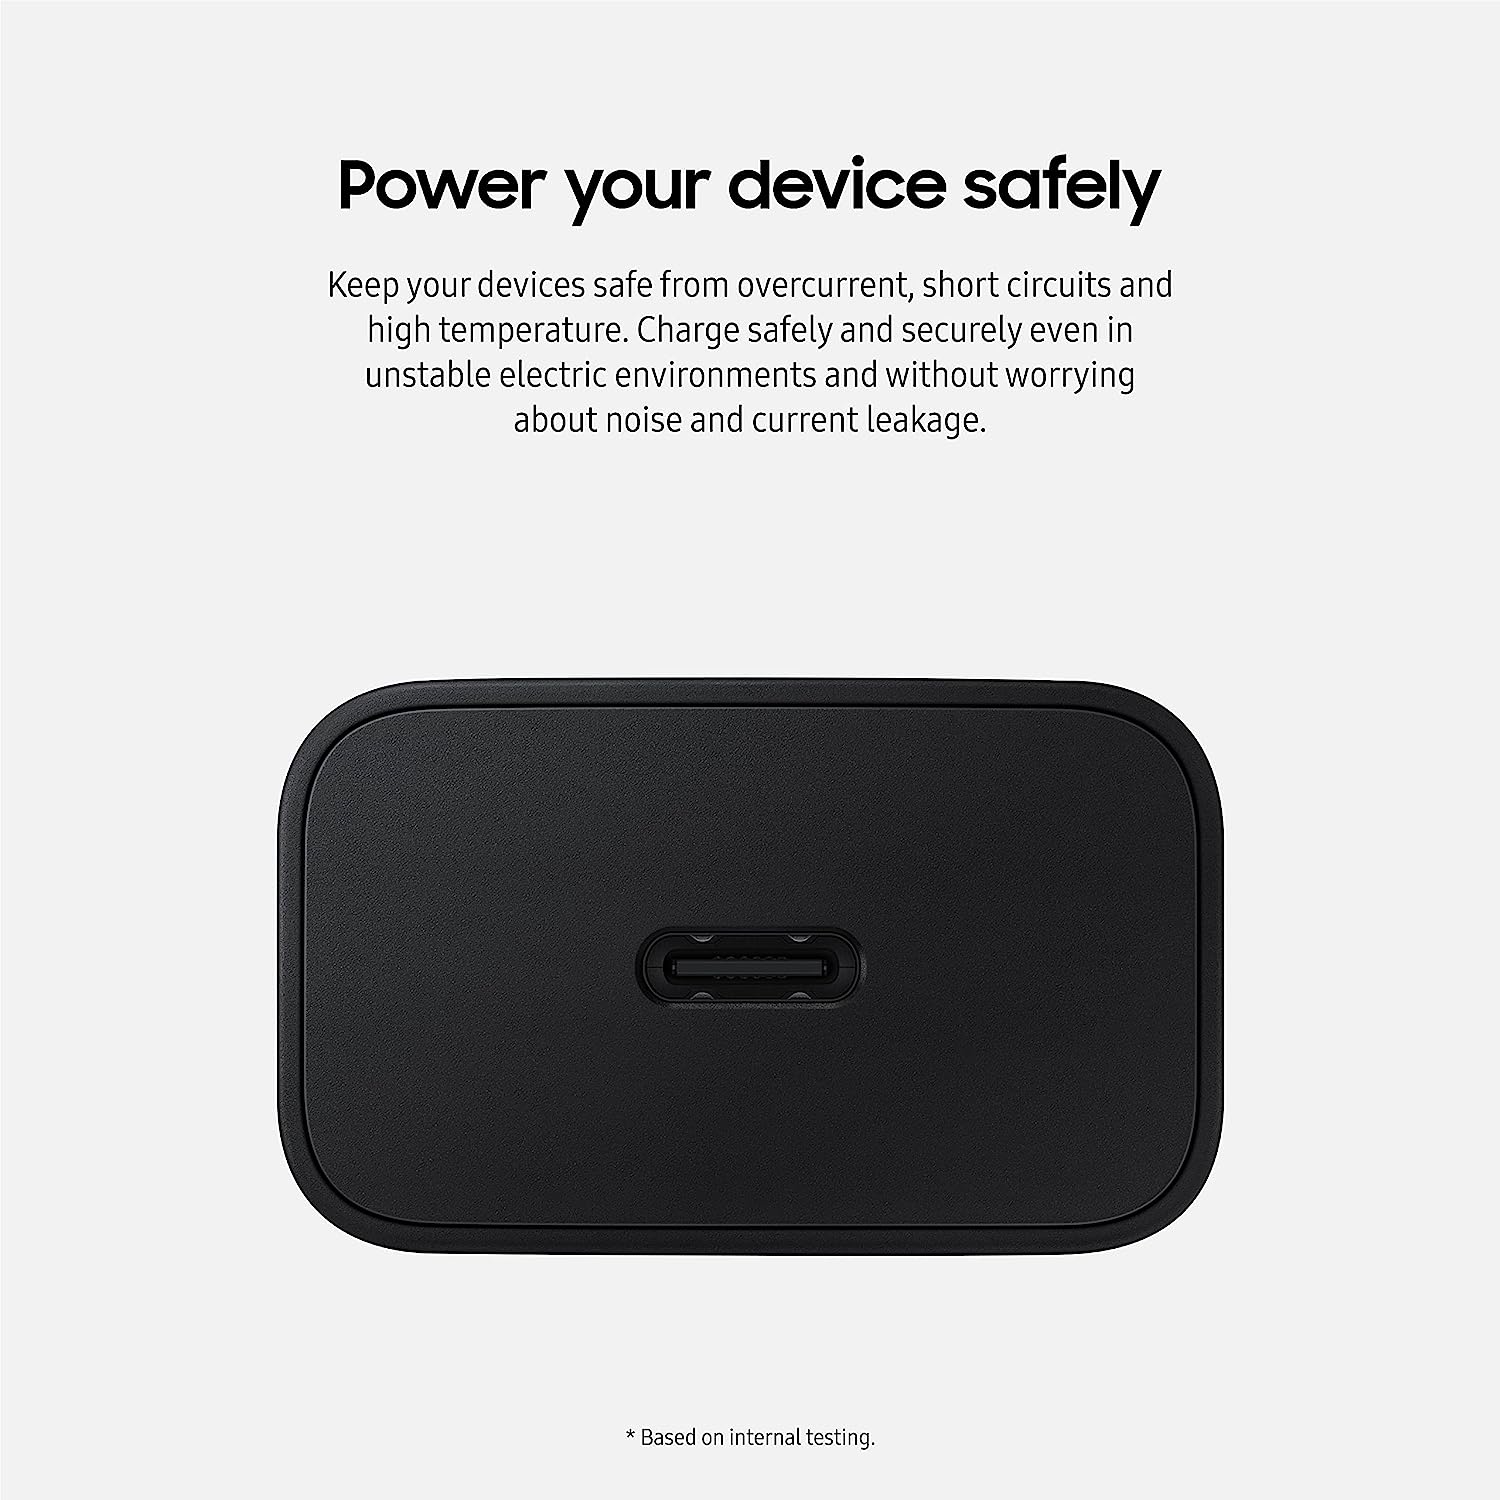 Power your device safely
Keep your devices safe from overcurrent, short circuits and
high temperature. Charge safely and securely even in
unstable electric environments and without worrying
about noise and current leakage.
* Based on internal testing.